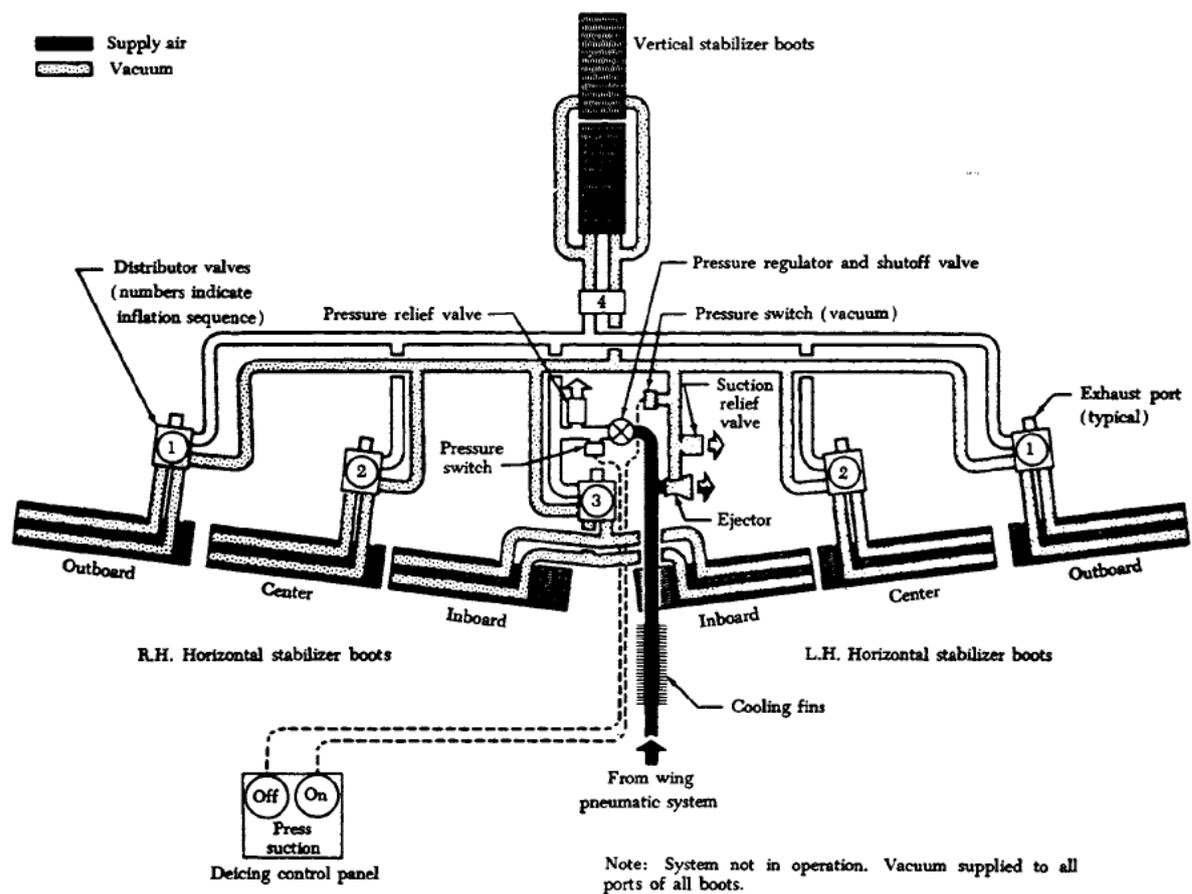 Supply air
Vacuum
Vertical stabilizer boots
Distributor valves
(numbers indicate
inflation sequence)
Pressure relief valve
4
Pressure regulator and shutoff valve
Pressure switch (vacuum)
Suction
relief
valve
Exhaust port
(typical)
Pressure
switch
1
2
3
2
1
Ejector
Outboard
Center
Inboard
Inboard
Center
Outboard
R.H. Horizontal stabilizer boots
L.H. Horizontal stabilizer boots
Cooling fins
From wing
pneumatic system
Off
On
Press
suction
Deicing control panel
Note: System not in operation. Vacuum supplied to all
ports of all boots.